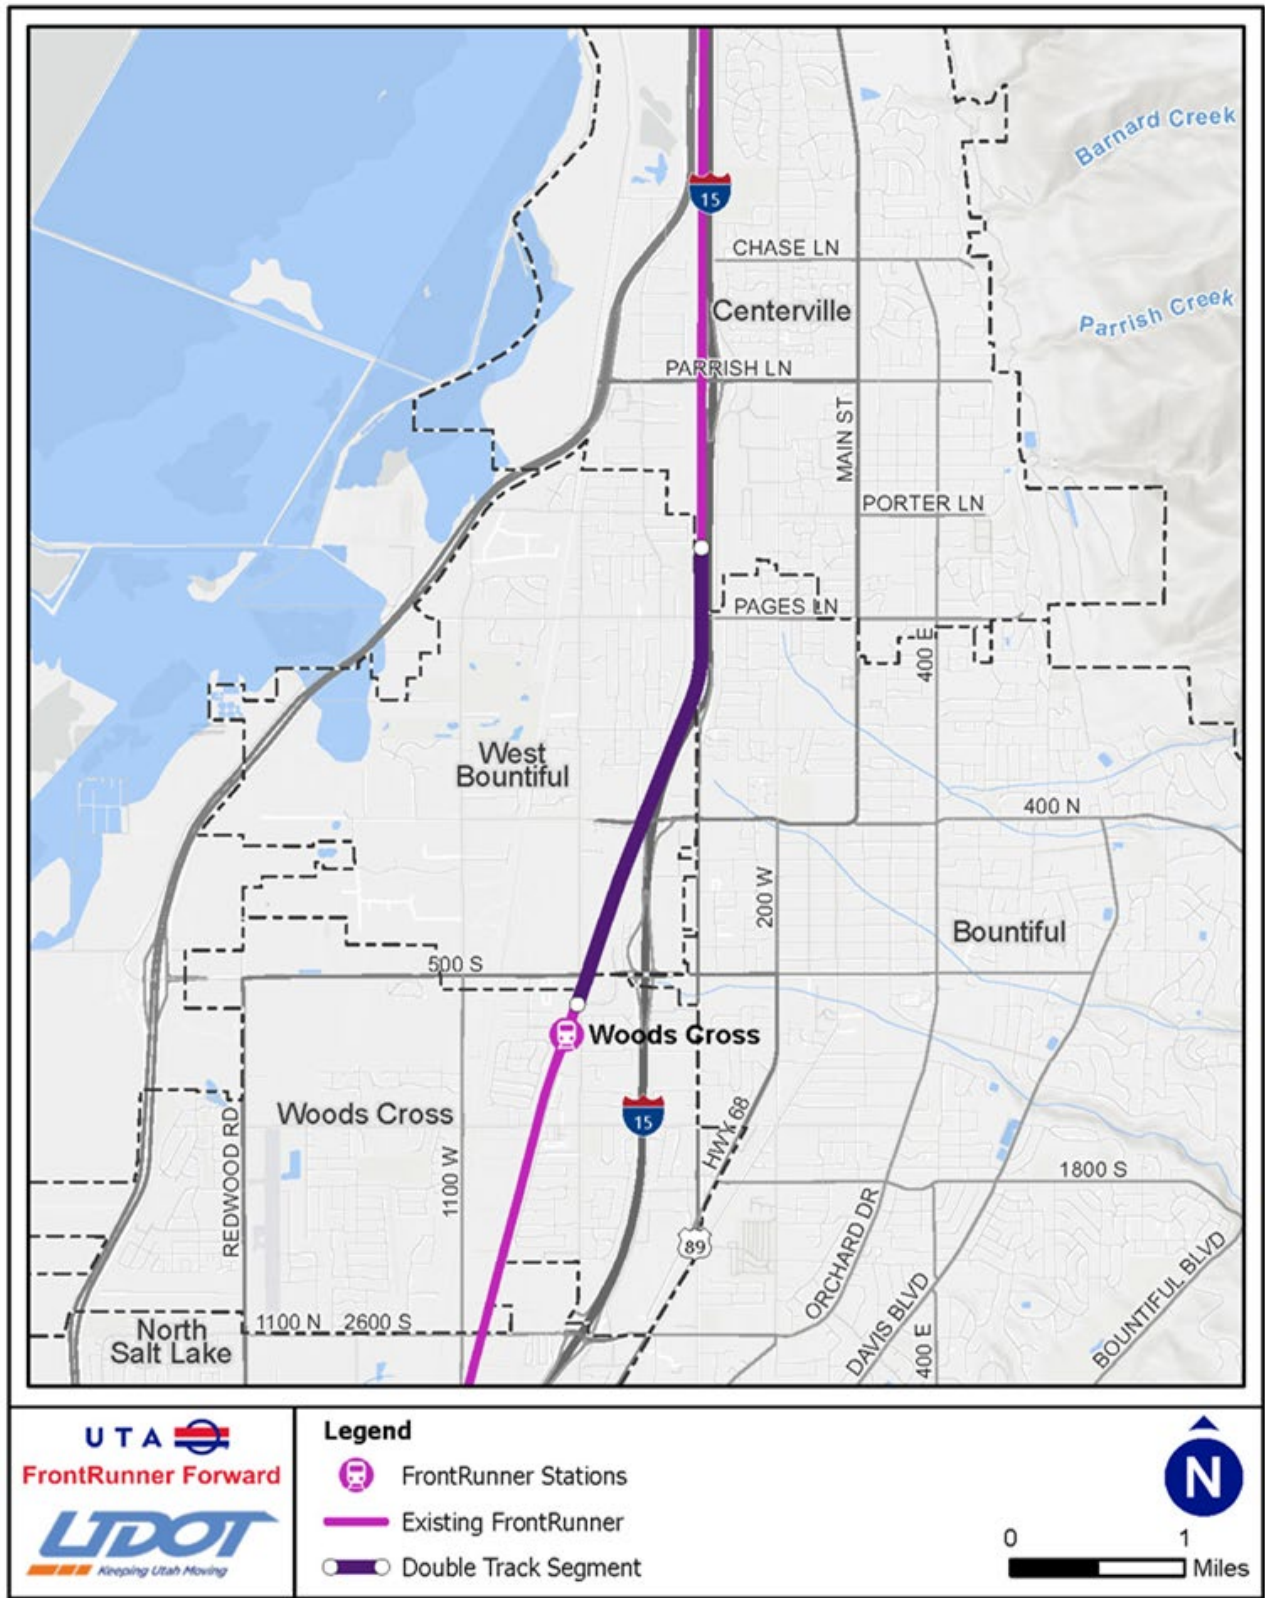 Barnard Creek
15
CHASE LN
Centerville
Parrish Creek
PARRISH LN
MAIN ST
PORTER LN
PAGES LN
400 E
West
Bountiful
400 N
200 W
Bountiful
500 S
Woods Cross
Woods Cross
15
HWY 68
REDWOOD RD
1100 W
1800 S
89
ORCHARD DR
DAVIS BLVD
BOUNTIFUL BLVD
1100 N 2600 S
400 E
North
Salt Lake
UTA
FrontRunner Forward
UDOT
Keeping Utah Moving
Legend
FrontRunner Stations
Existing FrontRunner
Double Track Segment
N
0 1
Miles